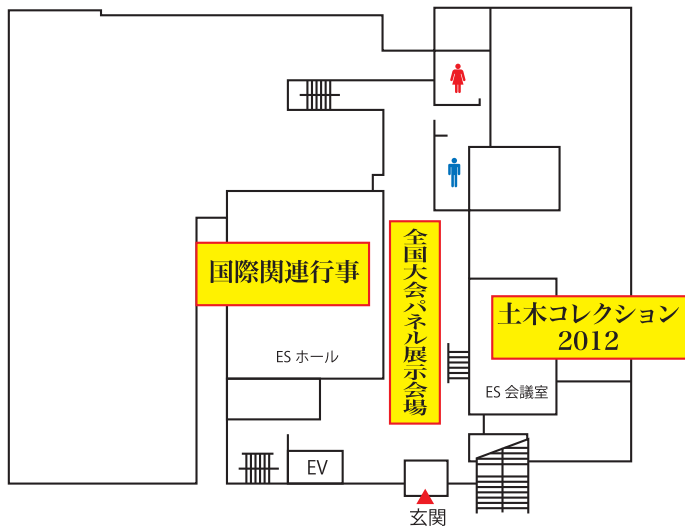 国際関連行事
ES ホール
全国大会パネル展示会場
土木コレクション
2012
ES 会議室
EV
玄関